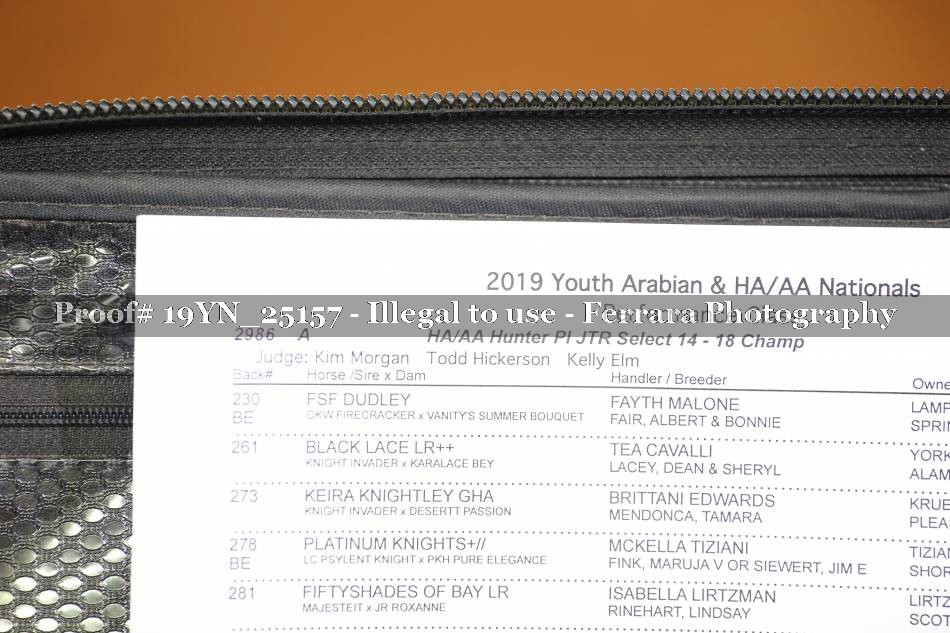 2019 Youth Arabian & HA/AA Nationals
Proof# 19YN_25157 - Illegal to use - Ferrara Photography
2986 A HA/AA Hunter Pl JTR Select 14 - 18 Champ
Judge: Kim Morgan Todd Hickerson Kelly Elm
Back# Horse /Sire x Dam Handler / Breeder Owne
230 FSF DUDLEY FAYTH MALONE LAMP
BE GKW FIRECRACKER x VANITY'S SUMMER BOUQUET FAIR, ALBERT & BONNIE SPRIN
261 BLACK LACE LR++ TEA CAVALLI YORK
KNIGHT INVADER x KARALACE BEY LACEY, DEAN & SHERYL ALAM
273 KEIRA KNIGHTLEY GHA BRITTANI EDWARDS KRUE
KNIGHT INVADER x DESERTT PASSION MENDONCA, TAMARA PLEA
278 PLATINUM KNIGHTS+// MCKELLA TIZIANI TIZIA
BE LC PSYLENT KNIGHT x PKH PURE ELEGANCE FINK, MARUJA V OR SIEWERT, JIM E SHOR
281 FIFTYSHADES OF BAY LR ISABELLA LIRTZMAN LIRTZ
MAJESTEIT x JR ROXANNE RINEHART, LINDSAY SCOT